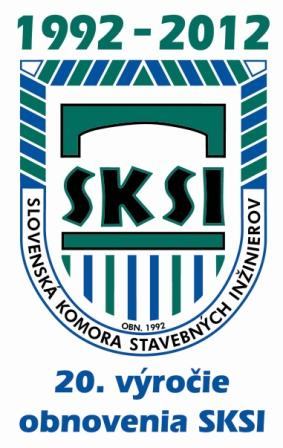 1992 - 2012
SKSI
SLOVENSKÁ KOMORA STAVEBNÝCH INŽINIEROV
OBN. 1992
20. výročie
obnovenia SKSI